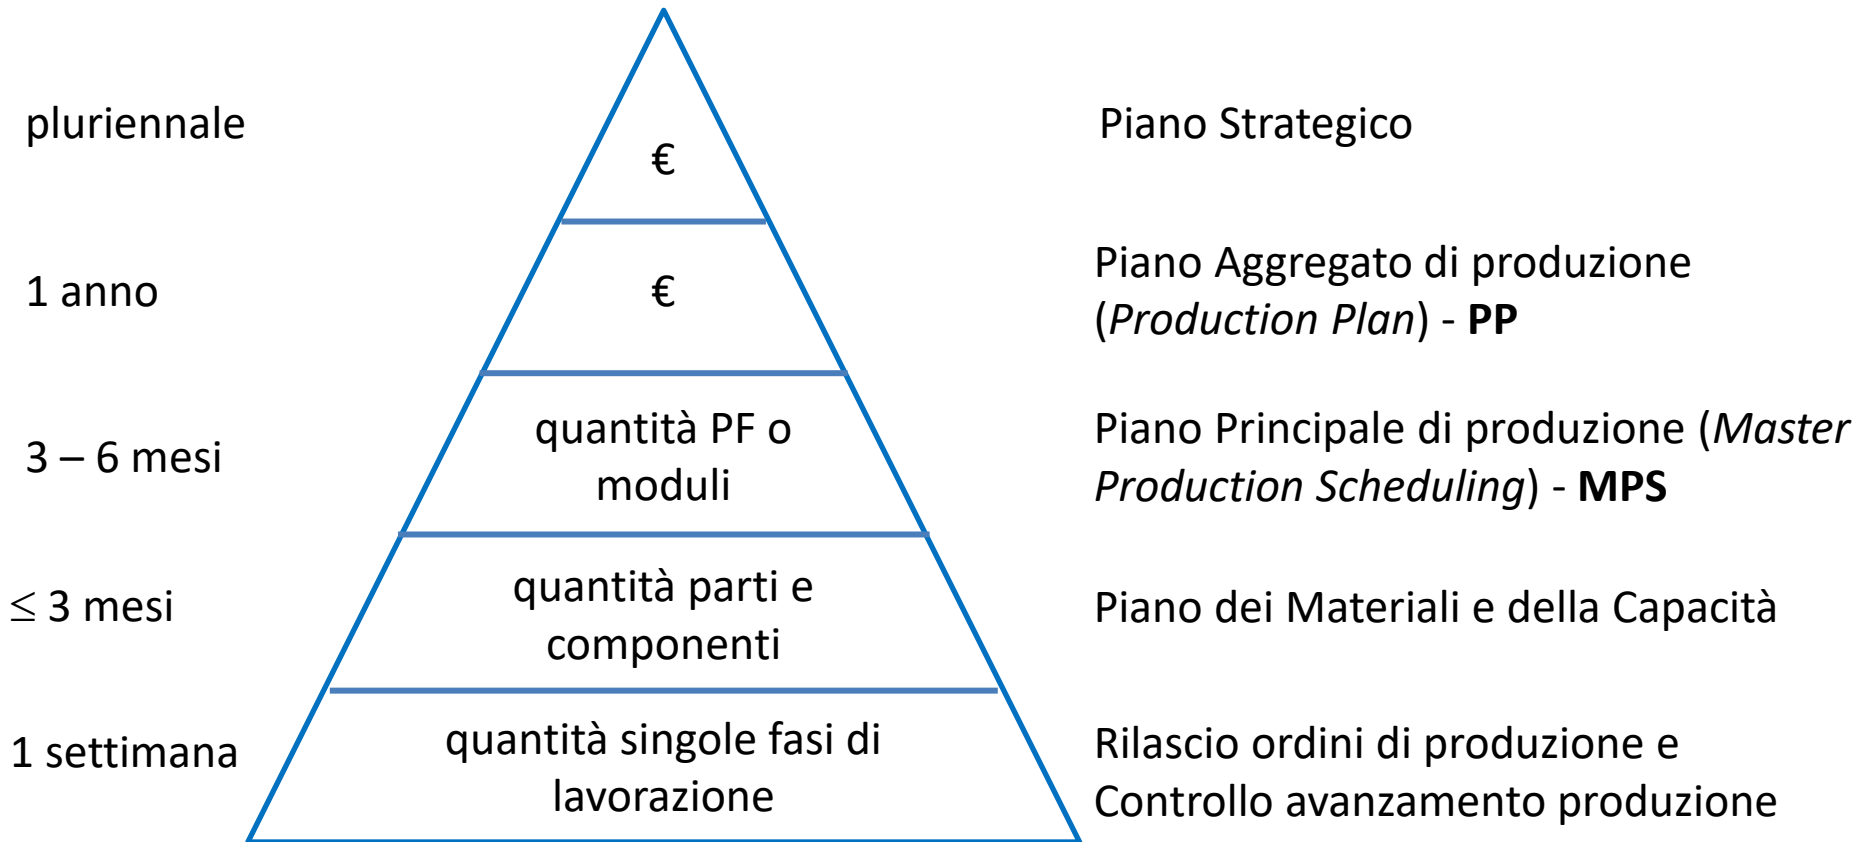 pluriennale
€
Piano Strategico
1 anno
€
Piano Aggregato di produzione
(Production Plan) - PP
3 – 6 mesi
quantità PF o
moduli
Piano Principale di produzione (Master
Production Scheduling) - MPS
≤ 3 mesi
quantità parti e
componenti
Piano dei Materiali e della Capacità
1 settimana
quantità singole fasi di
lavorazione
Rilascio ordini di produzione e
Controllo avanzamento produzione